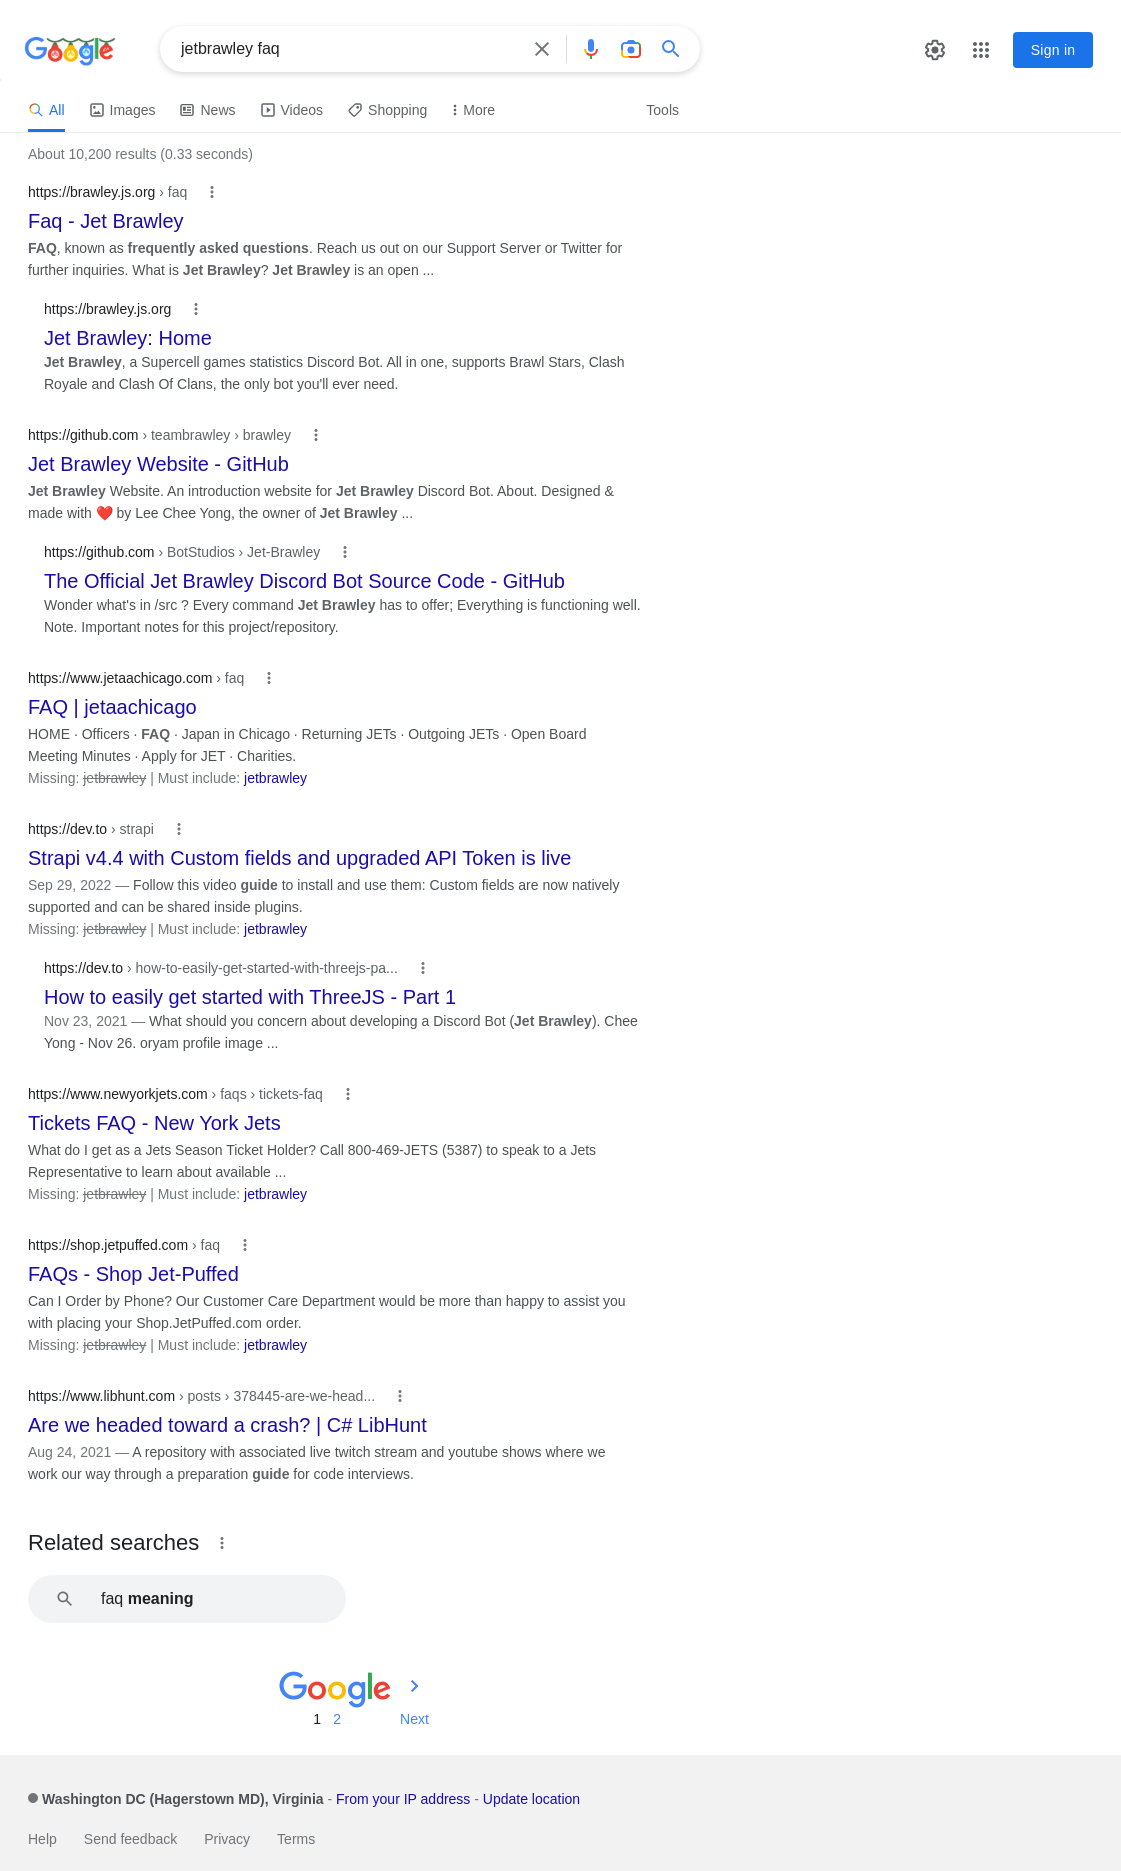 Google
jetbrawley faq
Sign in
All Images News Videos Shopping More Tools
About 10,200 results (0.33 seconds)
https://brawley.js.org › faq
Faq - Jet Brawley
FAQ, known as frequently asked questions. Reach us out on our Support Server or Twitter for
further inquiries. What is Jet Brawley? Jet Brawley is an open ...
https://brawley.js.org
Jet Brawley: Home
Jet Brawley, a Supercell games statistics Discord Bot. All in one, supports Brawl Stars, Clash
Royale and Clash Of Clans, the only bot you'll ever need.
https://github.com › teambrawley › brawley
Jet Brawley Website - GitHub
Jet Brawley Website. An introduction website for Jet Brawley Discord Bot. About. Designed &
made with ❤️ by Lee Chee Yong, the owner of Jet Brawley ...
https://github.com › BotStudios › Jet-Brawley
The Official Jet Brawley Discord Bot Source Code - GitHub
Wonder what's in /src ? Every command Jet Brawley has to offer; Everything is functioning well.
Note. Important notes for this project/repository.
https://www.jetaachicago.com › faq
FAQ | jetaachicago
HOME · Officers · FAQ · Japan in Chicago · Returning JETs · Outgoing JETs · Open Board
Meeting Minutes · Apply for JET · Charities.
Missing: jetbrawley | Must include: jetbrawley
https://dev.to › strapi
Strapi v4.4 with Custom fields and upgraded API Token is live
Sep 29, 2022 — Follow this video guide to install and use them: Custom fields are now natively
supported and can be shared inside plugins.
Missing: jetbrawley | Must include: jetbrawley
https://dev.to › how-to-easily-get-started-with-threejs-pa...
How to easily get started with ThreeJS - Part 1
Nov 23, 2021 — What should you concern about developing a Discord Bot (Jet Brawley). Chee
Yong - Nov 26. oryam profile image ...
https://www.newyorkjets.com › faqs › tickets-faq
Tickets FAQ - New York Jets
What do I get as a Jets Season Ticket Holder? Call 800-469-JETS (5387) to speak to a Jets
Representative to learn about available ...
Missing: jetbrawley | Must include: jetbrawley
https://shop.jetpuffed.com › faq
FAQs - Shop Jet-Puffed
Can I Order by Phone? Our Customer Care Department would be more than happy to assist you
with placing your Shop.JetPuffed.com order.
Missing: jetbrawley | Must include: jetbrawley
https://www.libhunt.com › posts › 378445-are-we-head...
Are we headed toward a crash? | C# LibHunt
Aug 24, 2021 — A repository with associated live twitch stream and youtube shows where we
work our way through a preparation guide for code interviews.
Related searches
faq meaning
Google
1 2 Next
Washington DC (Hagerstown MD), Virginia - From your IP address - Update location
Help Send feedback Privacy Terms